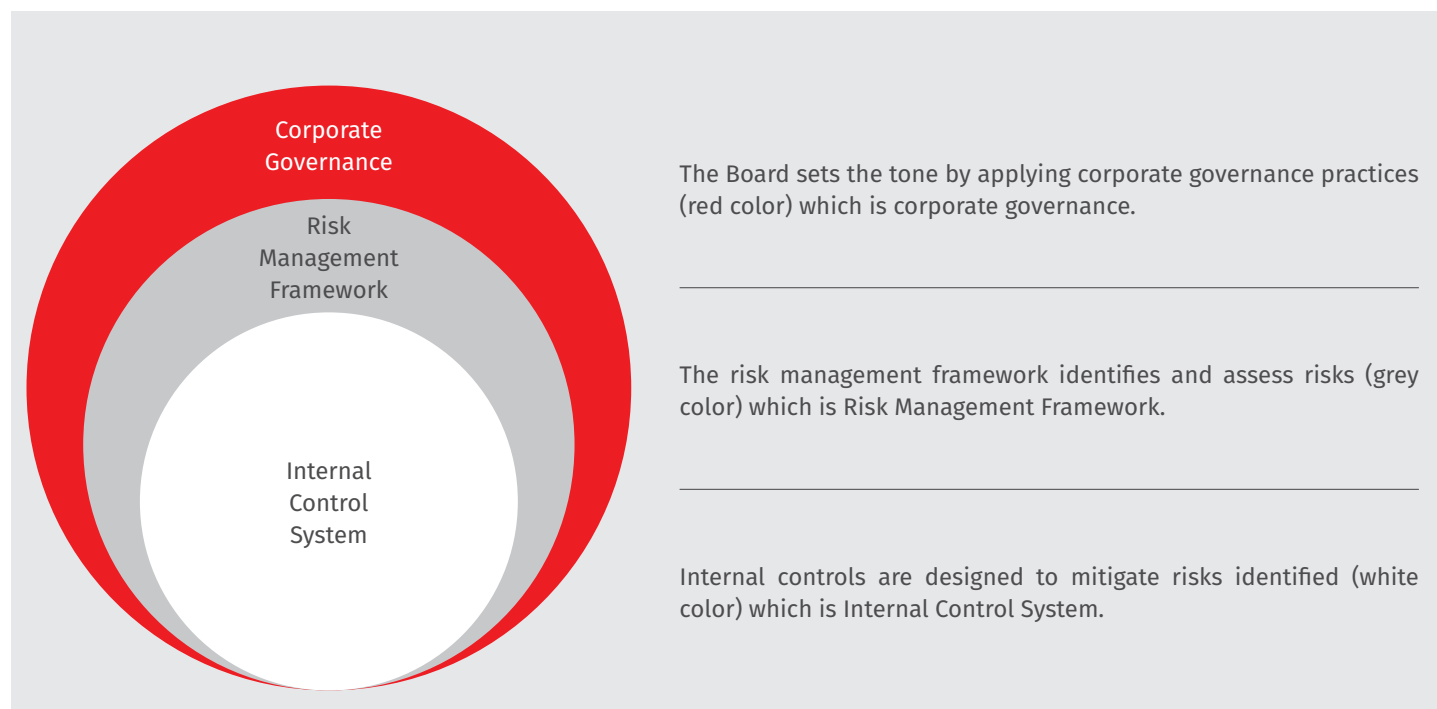 Corporate
Governance
Risk
Management
Framework
Internal
Control
System
The Board sets the tone by applying corporate governance practices
(red color) which is corporate governance.
The risk management framework identifies and assess risks (grey
color) which is Risk Management Framework.
Internal controls are designed to mitigate risks identified (white
color) which is Internal Control System.